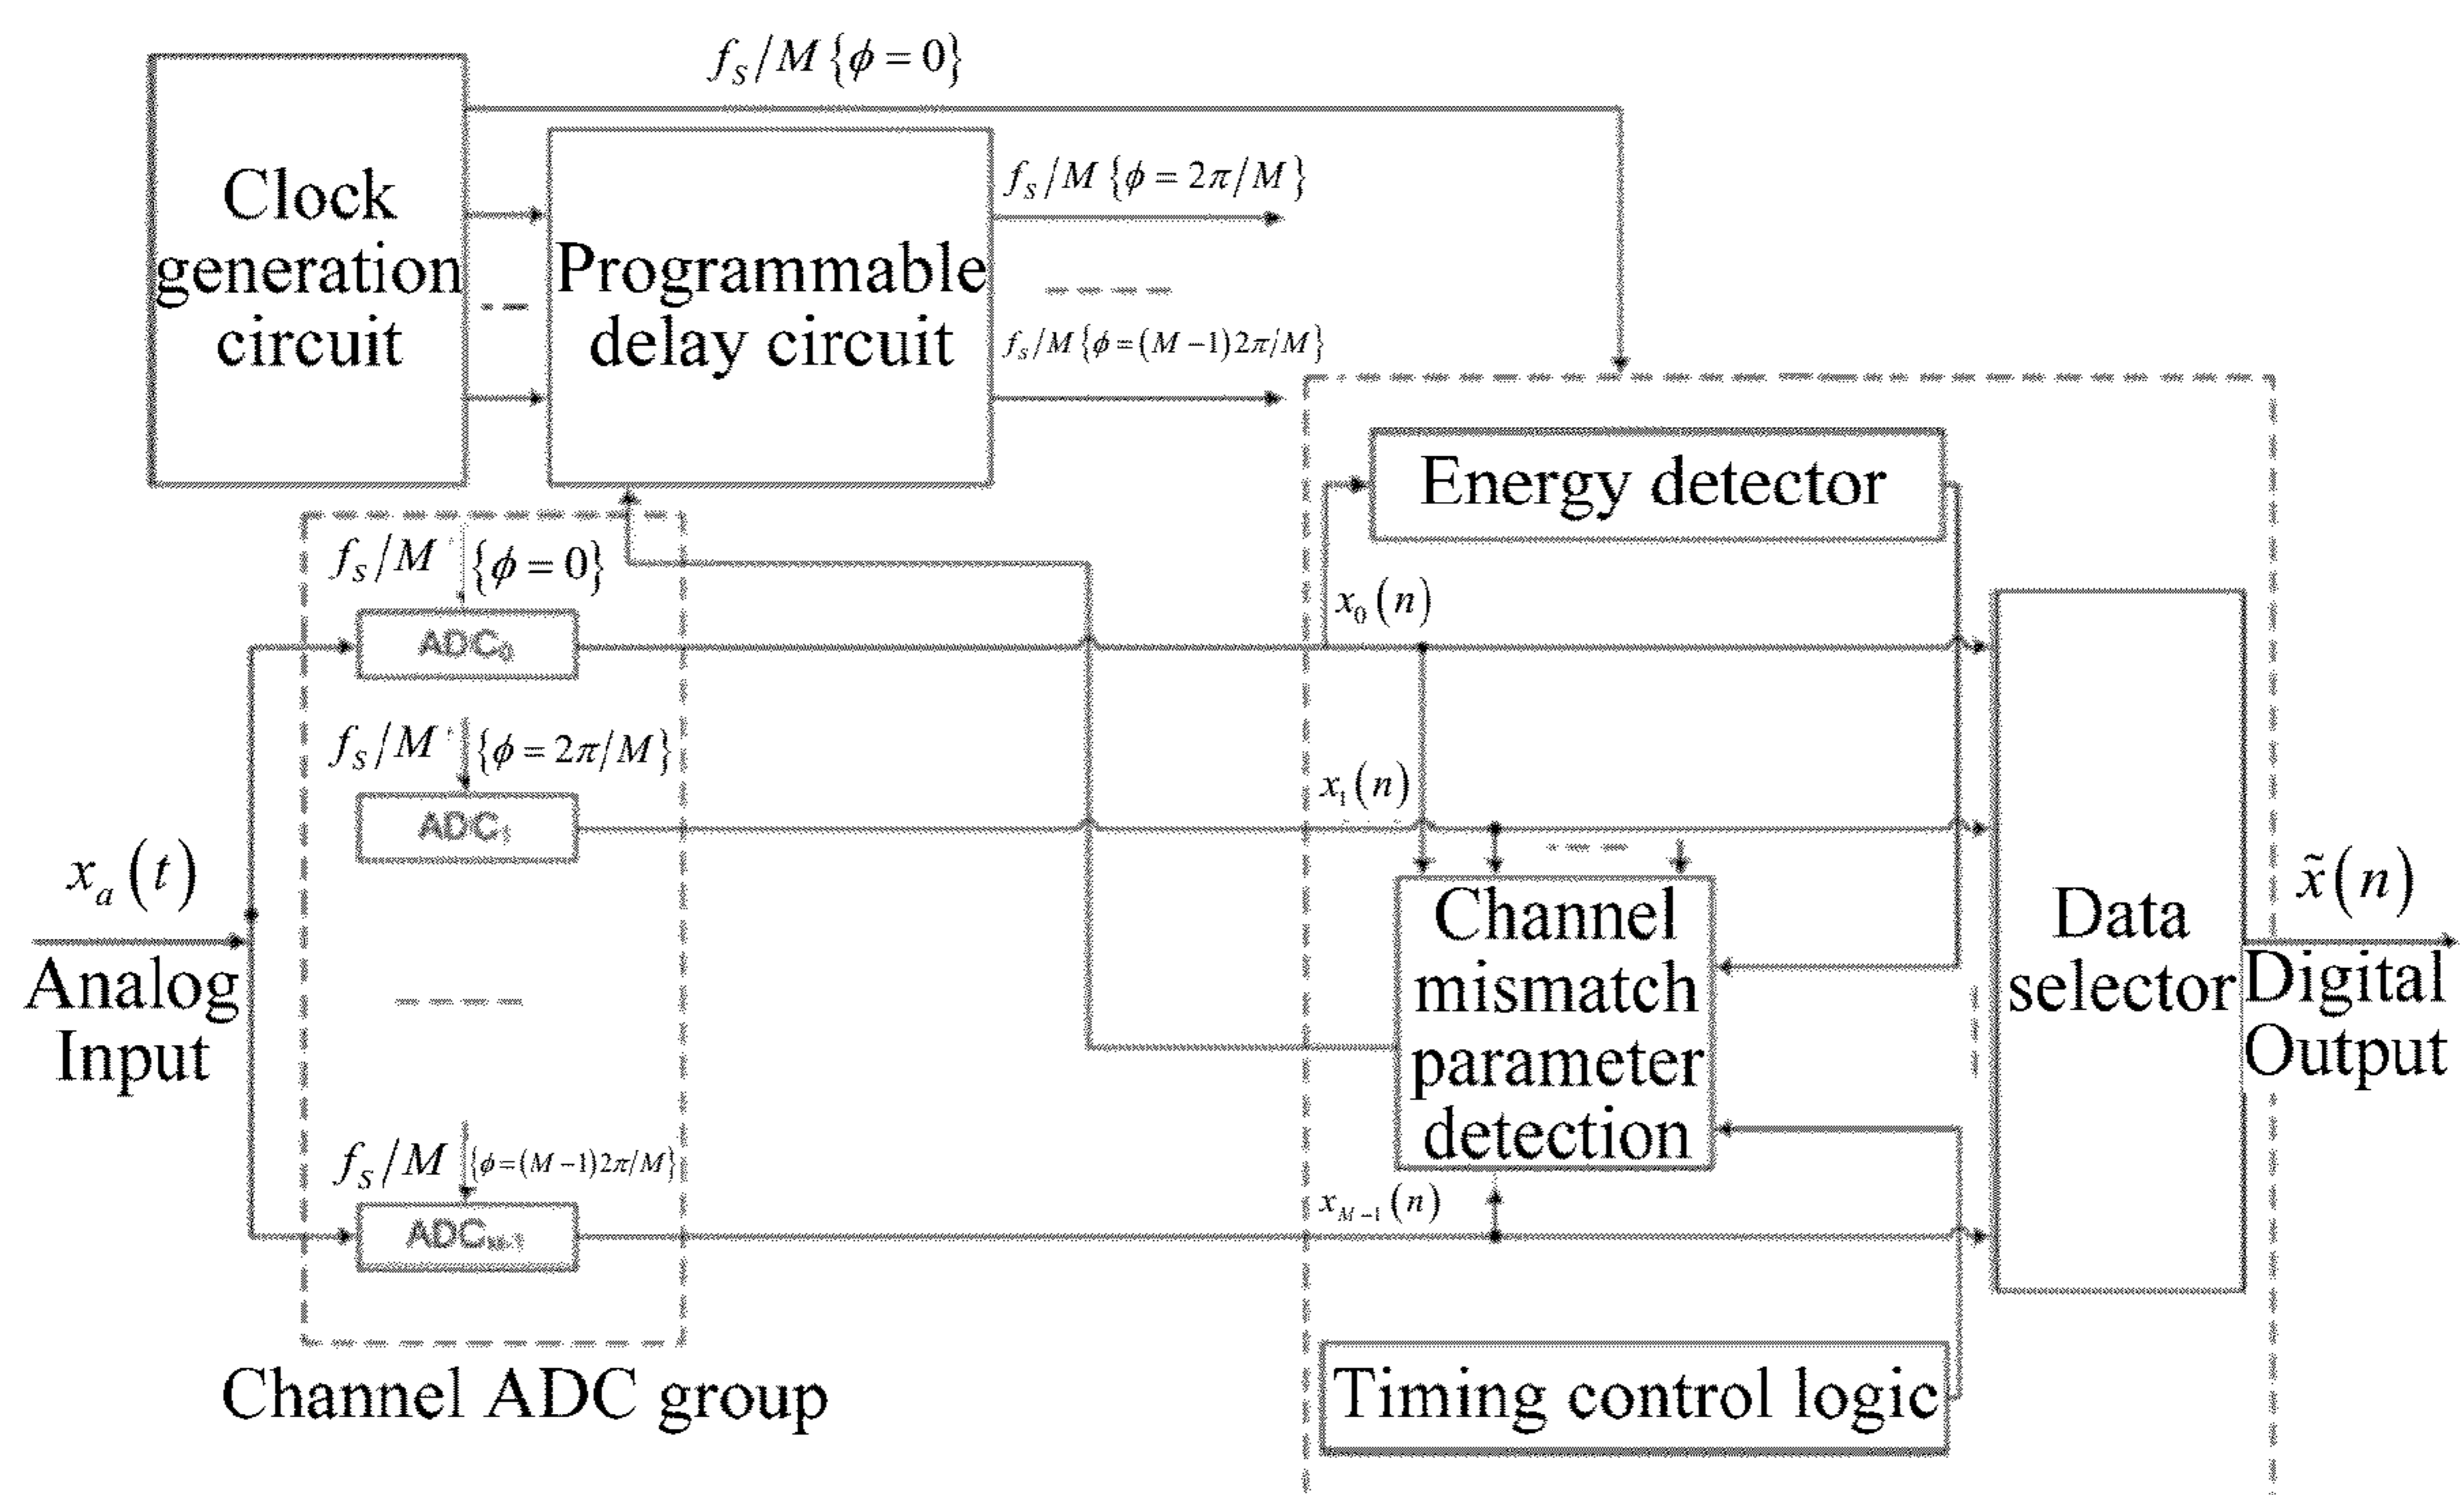 f_S/M{ϕ=0}
Clock
generation
circuit
Programmable
delay circuit
f_S/M{ϕ=2π/M}
f_S/M{ϕ=(M−1)2π/M}
Energy detector
f_S/M {ϕ=0}
ADC₀
x₀(n)
f_S/M {ϕ=2π/M}
ADC₁
x₁(n)
x_a(t)
Analog
Input
Channel
mismatch
parameter
detection
Data
selector
x̃(n)
Digital
Output
f_S/M {ϕ=(M−1)2π/M}
ADC_{M-1}
x_{M−1}(n)
Channel ADC group
Timing control logic